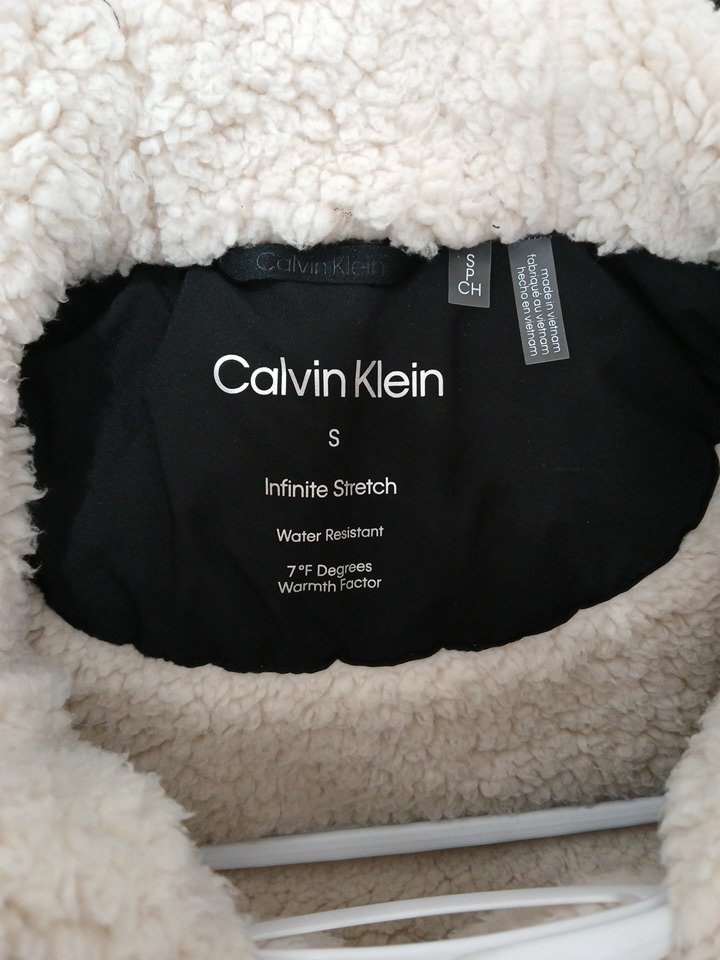 Calvin Klein
S
P
CH
made in vietnam
fabriqué au vietnam
hecho en vietnam
Calvin Klein
S
Infinite Stretch
Water Resistant
7°F Degrees
Warmth Factor